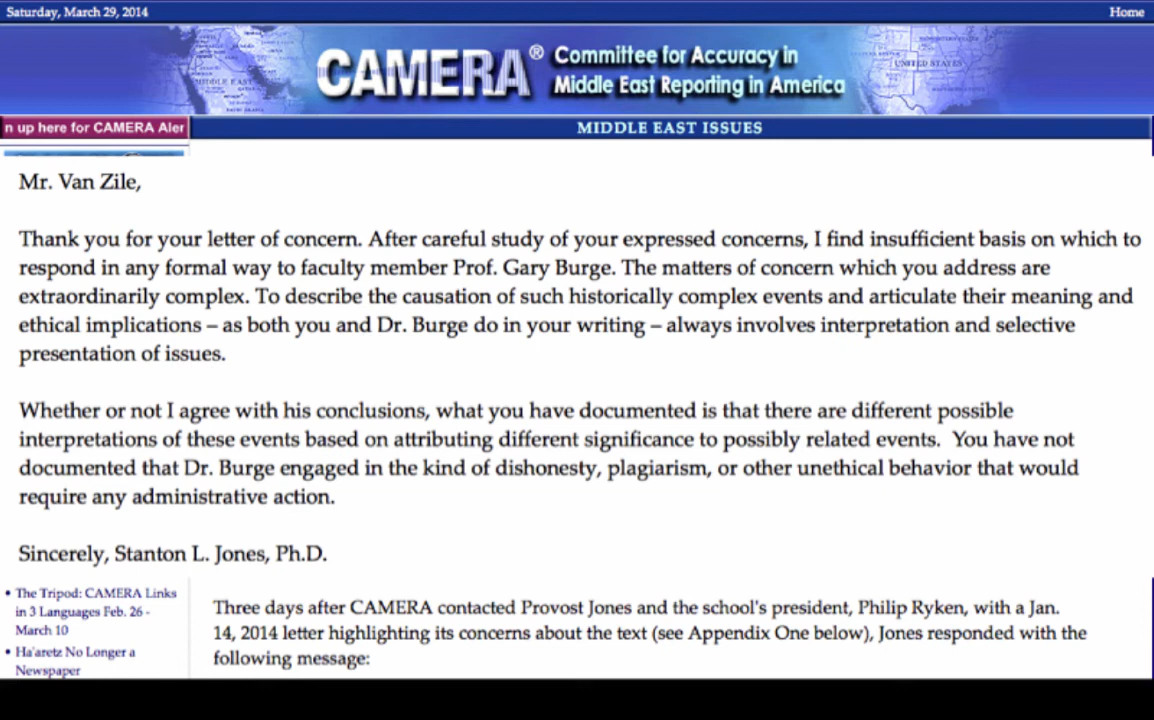 Saturday, March 29, 2014
Home
CAMERA® Committee for Accuracy in
Middle East Reporting in America
MIDDLE EAST
UNITED STATES
n up here for CAMERA Aler
MIDDLE EAST ISSUES
Mr. Van Zile,
Thank you for your letter of concern. After careful study of your expressed concerns, I find insufficient basis on which to
respond in any formal way to faculty member Prof. Gary Burge. The matters of concern which you address are
extraordinarily complex. To describe the causation of such historically complex events and articulate their meaning and
ethical implications – as both you and Dr. Burge do in your writing – always involves interpretation and selective
presentation of issues.
Whether or not I agree with his conclusions, what you have documented is that there are different possible
interpretations of these events based on attributing different significance to possibly related events. You have not
documented that Dr. Burge engaged in the kind of dishonesty, plagiarism, or other unethical behavior that would
require any administrative action.
Sincerely, Stanton L. Jones, Ph.D.
• The Tripod: CAMERA Links
in 3 Languages Feb. 26 -
March 10
• Ha'aretz No Longer a
Newspaper
Three days after CAMERA contacted Provost Jones and the school's president, Philip Ryken, with a Jan.
14, 2014 letter highlighting its concerns about the text (see Appendix One below), Jones responded with the
following message: